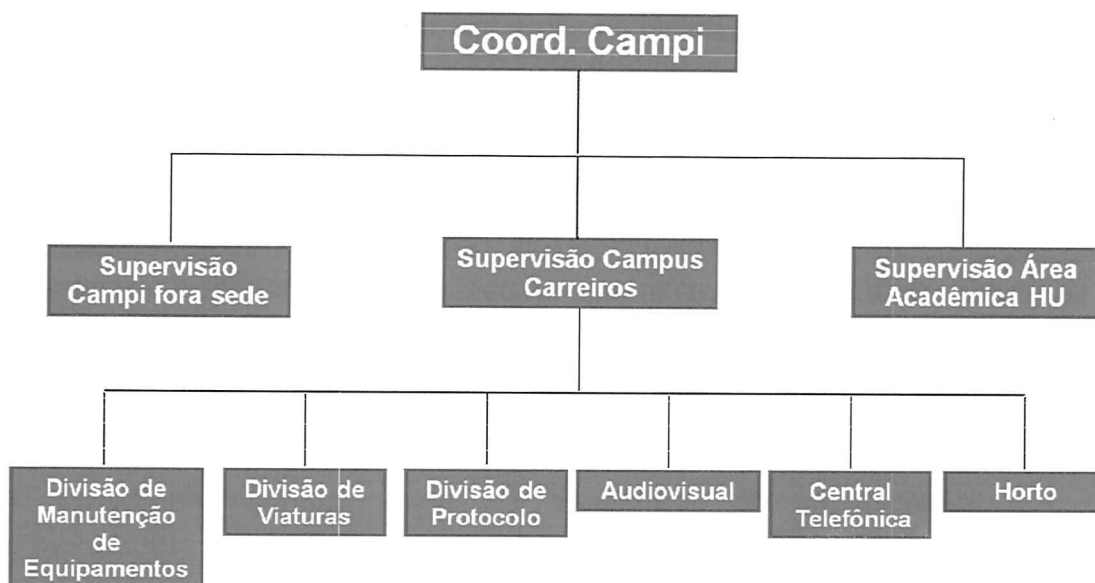 Coord. Campi
Supervisão
Campi fora sede
Supervisão Campus
Carreiros
Supervisão Área
Acadêmica HU
Divisão de
Manutenção
de
Equipamentos
Divisão de
Viaturas
Divisão de
Protocolo
Audiovisual
Central
Telefônica
Horto